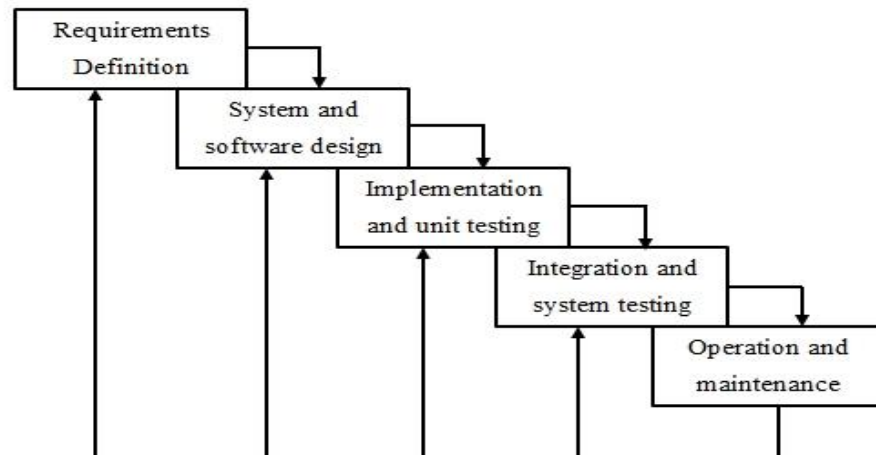 Requirements
Definition
System and
software design
Implementation
and unit testing
Integration and
system testing
Operation and
maintenance